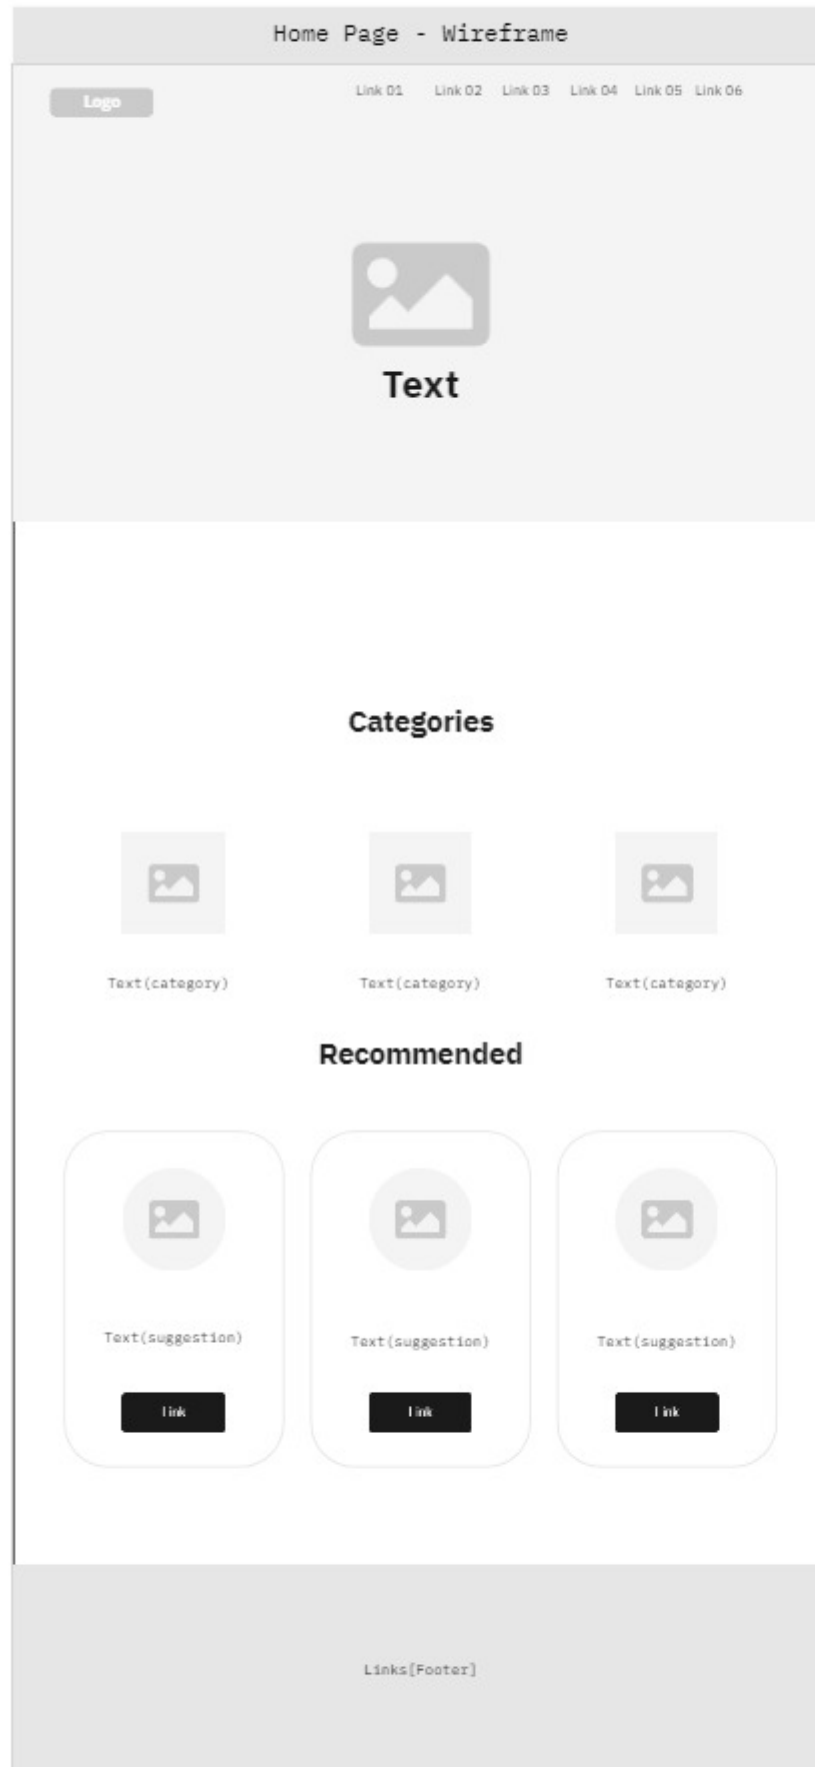 Home Page - Wireframe
Logo
Link 01 Link 02 Link 03 Link 04 Link 05 Link 06
Text
Categories
Text(category) Text(category) Text(category)
Recommended
Text(suggestion) Text(suggestion) Text(suggestion)
Link Link Link
Links[Footer]